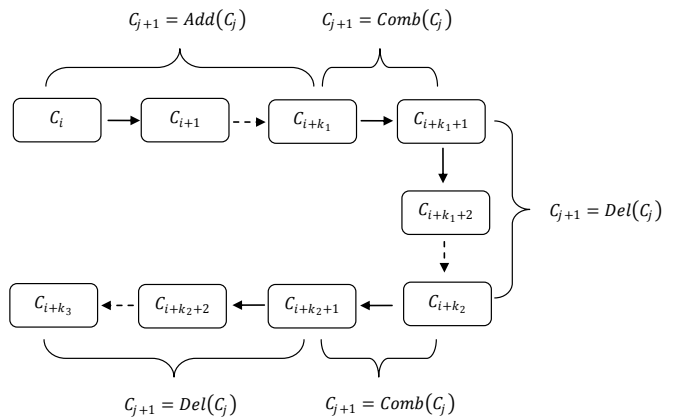 C_{j+1} = Add(C_j) C_{j+1} = Comb(C_j)
C_i C_{i+1} C_{i+k_1} C_{i+k_1+1}
C_{i+k_1+2} C_{j+1} = Del(C_j)
C_{i+k_3} C_{i+k_2+2} C_{i+k_2+1} C_{i+k_2}
C_{j+1} = Del(C_j) C_{j+1} = Comb(C_j)